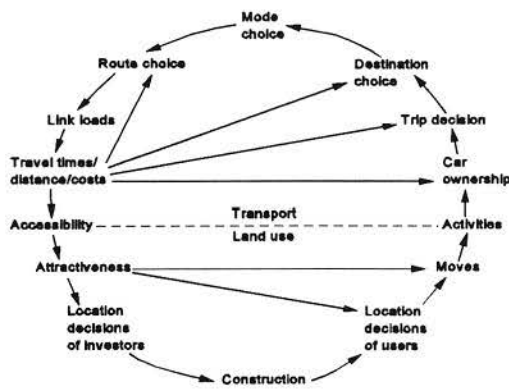 Mode
choice
Route choice
Destination
choice
Link loads
Trip decision
Travel times/
distance/costs
Car
ownership
Transport
Accessibility
Activities
Land use
Attractiveness
Moves
Location
decisions
of investors
Location
decisions
of users
Construction